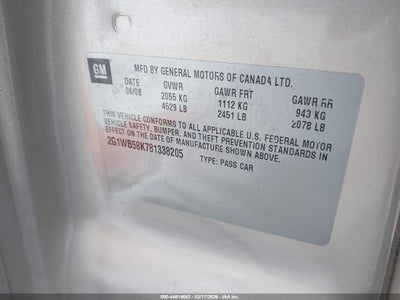 GM
MFD BY GENERAL MOTORS OF CANADA LTD.
DATE GVWR GAWR FRT GAWR RR
06/08 2055 KG 1112 KG 943 KG
4529 LB 2451 LB 2078 LB
THIS VEHICLE CONFORMS TO ALL APPLICABLE U.S. FEDERAL MOTOR
VEHICLE SAFETY, BUMPER, AND THEFT PREVENTION STANDARDS IN
EFFECT ON THE DATE OF MANUFACTURE SHOWN ABOVE.
2G1WB58K781338205 TYPE: PASS CAR
500-44614663 - 03/17/2026 - IAA Inc.